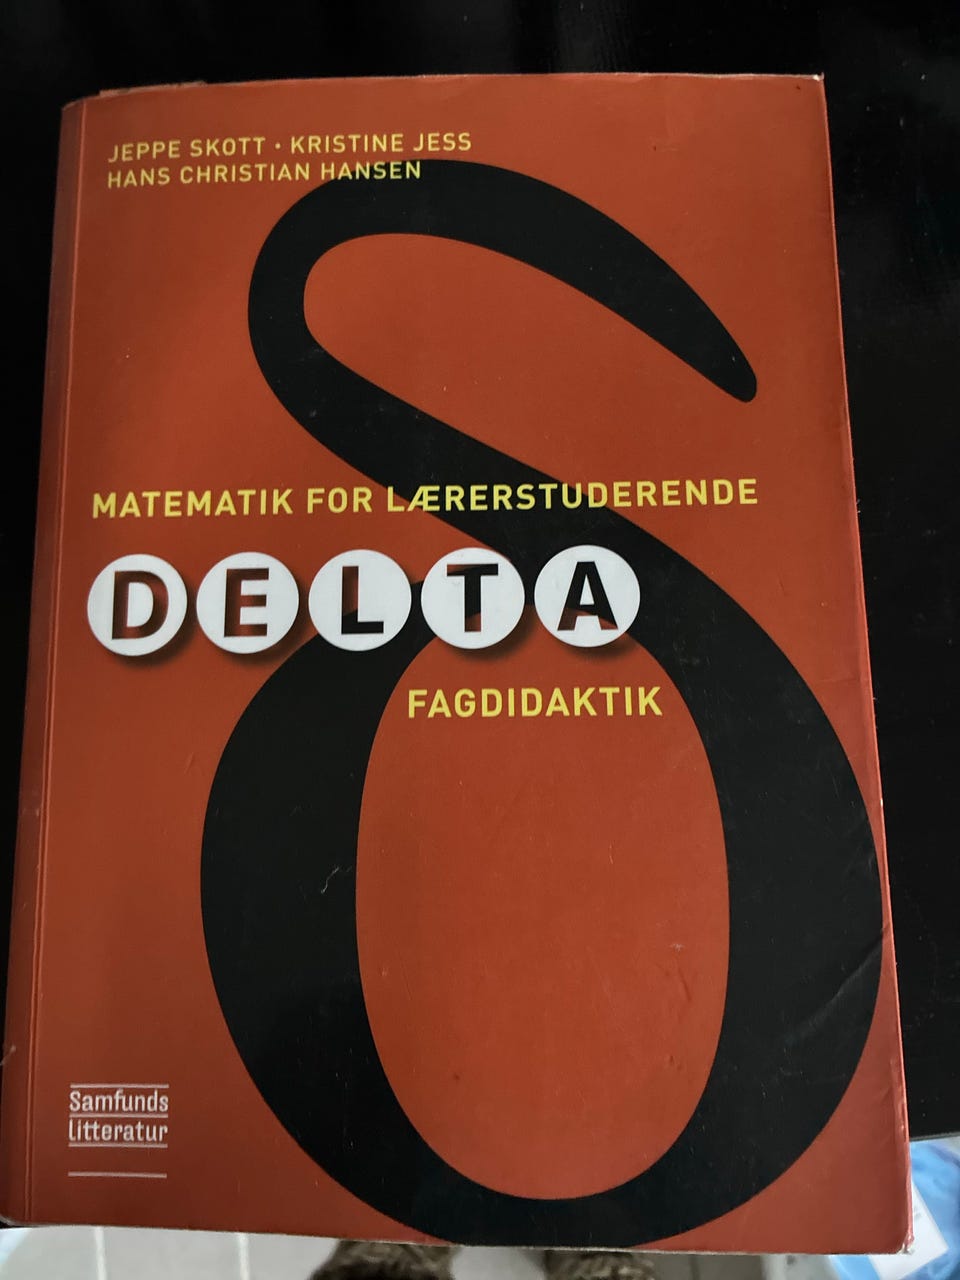 JEPPE SKOTT · KRISTINE JESS
HANS CHRISTIAN HANSEN
MATEMATIK FOR LÆRERSTUDERENDE
DELTA
FAGDIDAKTIK
Samfunds
litteratur